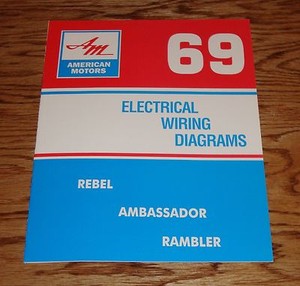 AM
AMERICAN
MOTORS
69
ELECTRICAL
WIRING
DIAGRAMS
REBEL
AMBASSADOR
RAMBLER